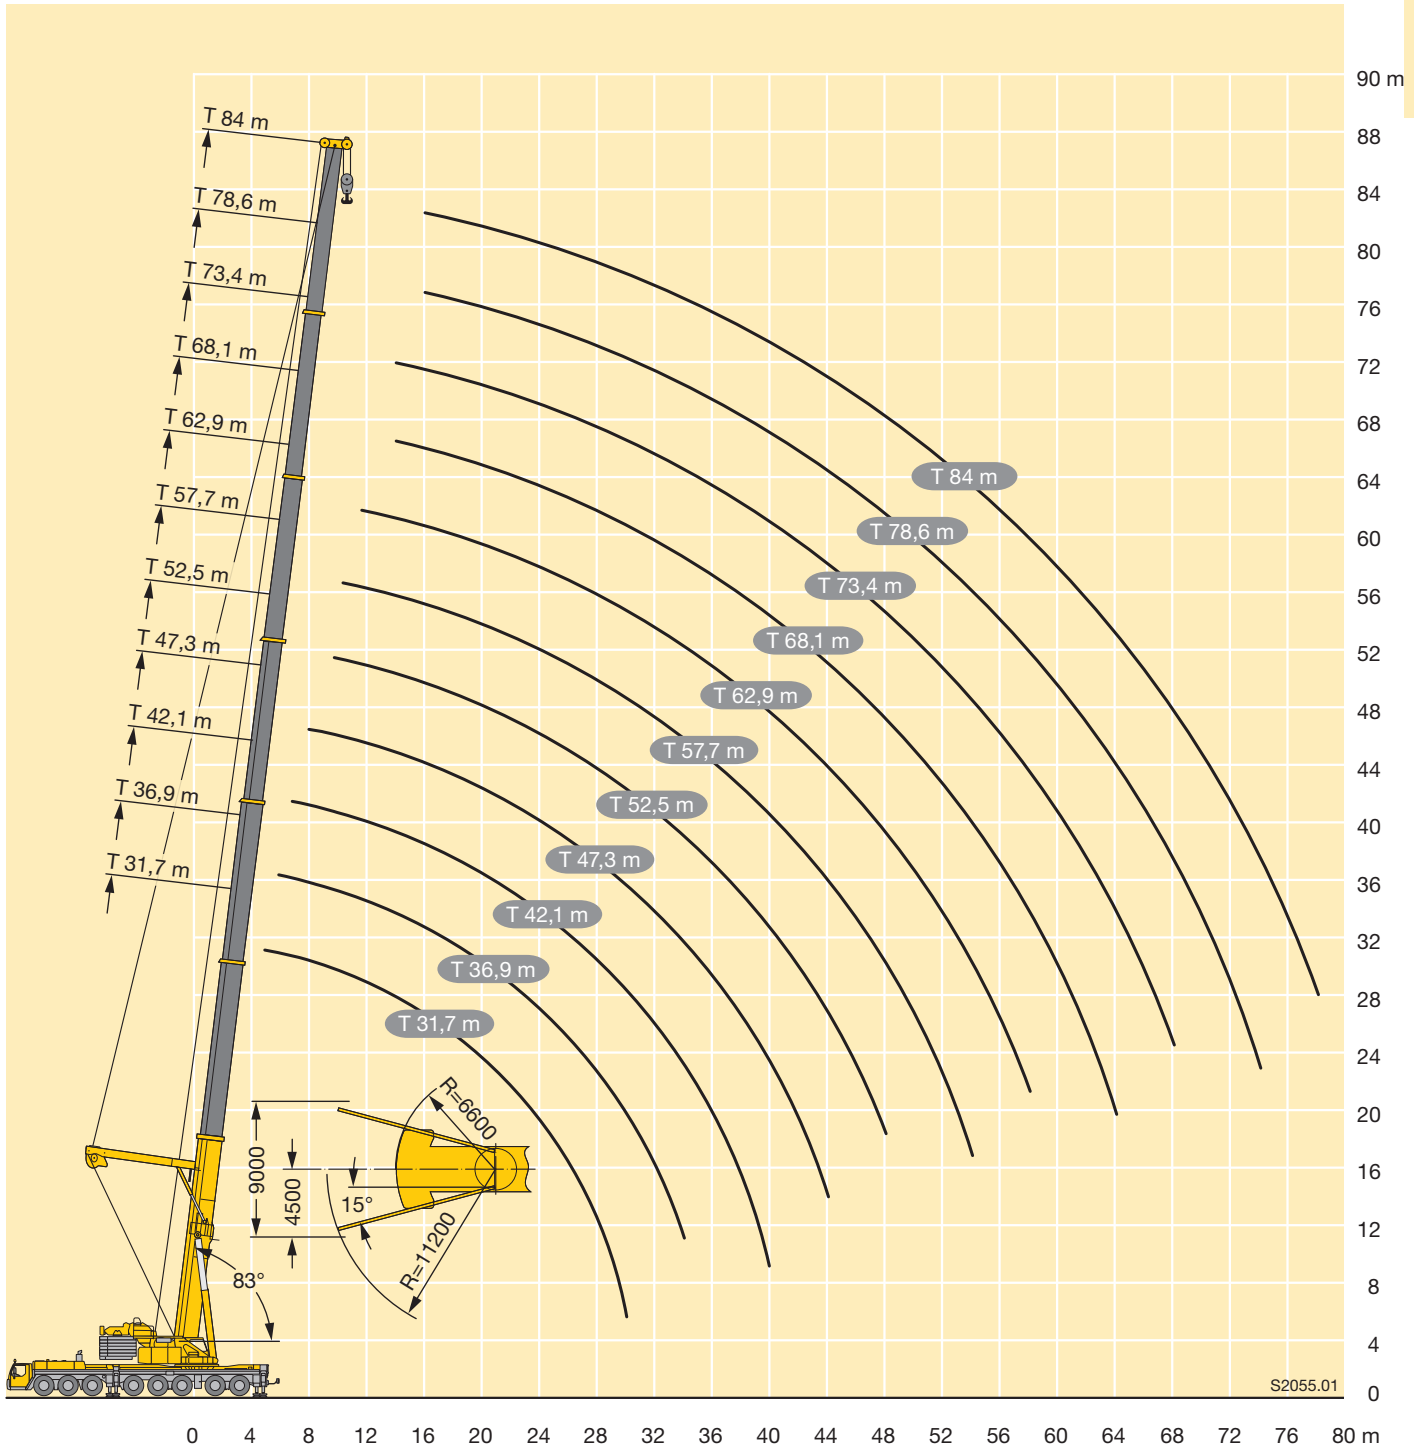 90 m
88
84
80
76
72
68
64
60
56
52
48
44
40
36
32
28
24
20
16
12
8
4
0
T 84 m
T 78,6 m
T 73,4 m
T 68,1 m
T 62,9 m
T 57,7 m
T 52,5 m
T 47,3 m
T 42,1 m
T 36,9 m
T 31,7 m
T 84 m
T 78,6 m
T 73,4 m
T 68,1 m
T 62,9 m
T 57,7 m
T 52,5 m
T 47,3 m
T 42,1 m
T 36,9 m
T 31,7 m
R=6600
9000
4500
15°
R=11200
83°
S2055.01
0 4 8 12 16 20 24 28 32 36 40 44 48 52 56 60 64 68 72 76 80 m